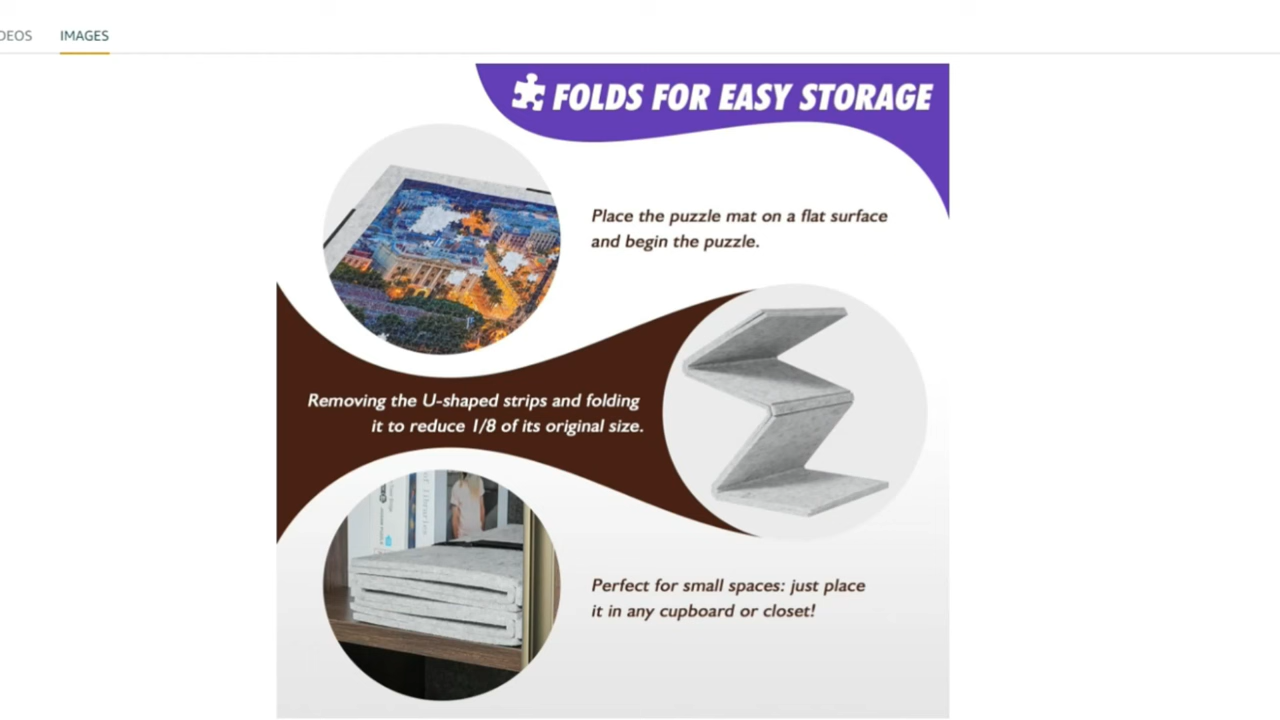 DEOS
IMAGES
FOLDS FOR EASY STORAGE
Place the puzzle mat on a flat surface
and begin the puzzle.
Removing the U-shaped strips and folding
it to reduce 1/8 of its original size.
of libraries
Perfect for small spaces: just place
it in any cupboard or closet!